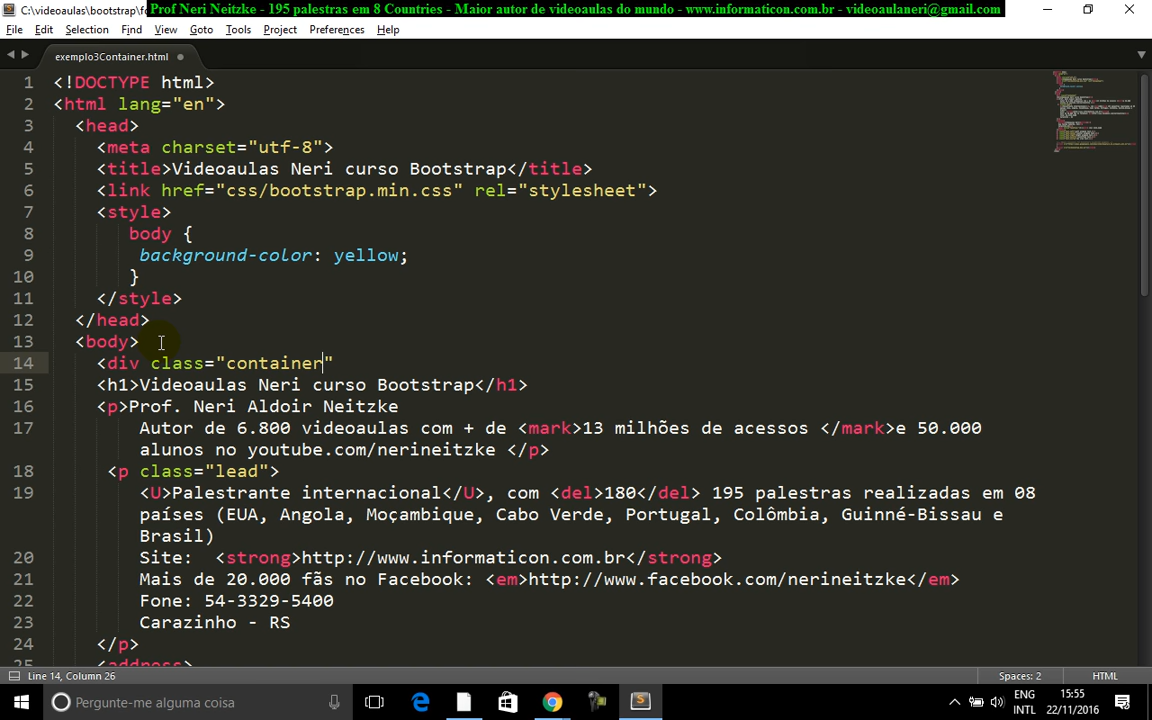 C:\videoaulas\bootstrap\fo
Prof Neri Neitzke - 195 palestras em 8 Countries - Maior autor de videoaulas do mundo - www.informaticon.com.br - videoaulaneri@gmail.com
File Edit Selection Find View Goto Tools Project Preferences Help
exemplo3Container.html
1 <!DOCTYPE html>
2 <html lang="en">
3 <head>
4 <meta charset="utf-8">
5 <title>Videoaulas Neri curso Bootstrap</title>
6 <link href="css/bootstrap.min.css" rel="stylesheet">
7 <style>
8 body {
9 background-color: yellow;
10 }
11 </style>
12 </head>
13 <body>
14 <div class="container"
15 <h1>Videoaulas Neri curso Bootstrap</h1>
16 <p>Prof. Neri Aldoir Neitzke
17 Autor de 6.800 videoaulas com + de <mark>13 milhões de acessos </mark>e 50.000
alunos no youtube.com/nerineitzke </p>
18 <p class="lead">
19 <U>Palestrante internacional</U>, com <del>180</del> 195 palestras realizadas em 08
países (EUA, Angola, Moçambique, Cabo Verde, Portugal, Colômbia, Guinné-Bissau e
Brasil)
20 Site: <strong>http://www.informaticon.com.br</strong>
21 Mais de 20.000 fãs no Facebook: <em>http://www.facebook.com/nerineitzke</em>
22 Fone: 54-3329-5400
23 Carazinho - RS
24 </p>
25 <address>
Line 14, Column 26 Spaces: 2 HTML
Pergunte-me alguma coisa
ENG 15:55
INTL 22/11/2016